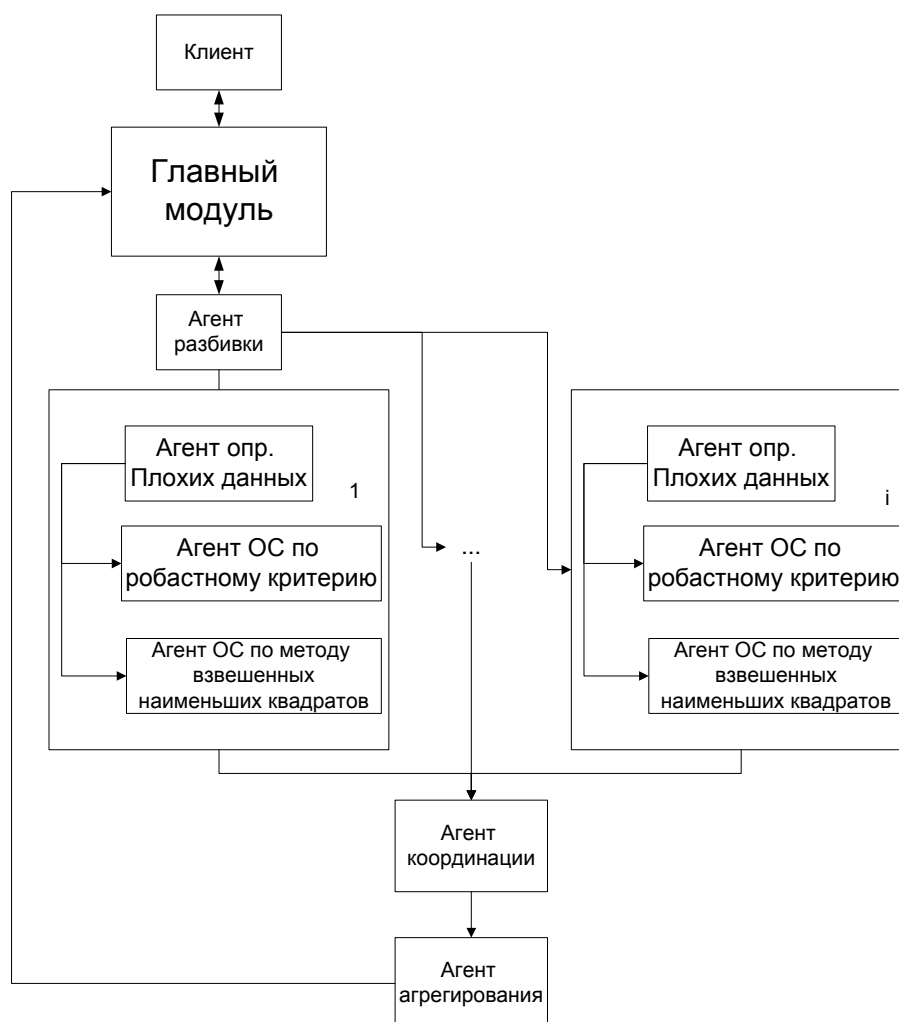 Клиент
Главный
модуль
Агент
разбивки
Агент опр.
Плохих данных
1
Агент ОС по
робастному критерию
Агент ОС по методу
взвешенных
наименьших квадратов
...
Агент опр.
Плохих данных
i
Агент ОС по
робастному критерию
Агент ОС по методу
взвешенных
наименьших квадратов
Агент
координации
Агент
агрегирования